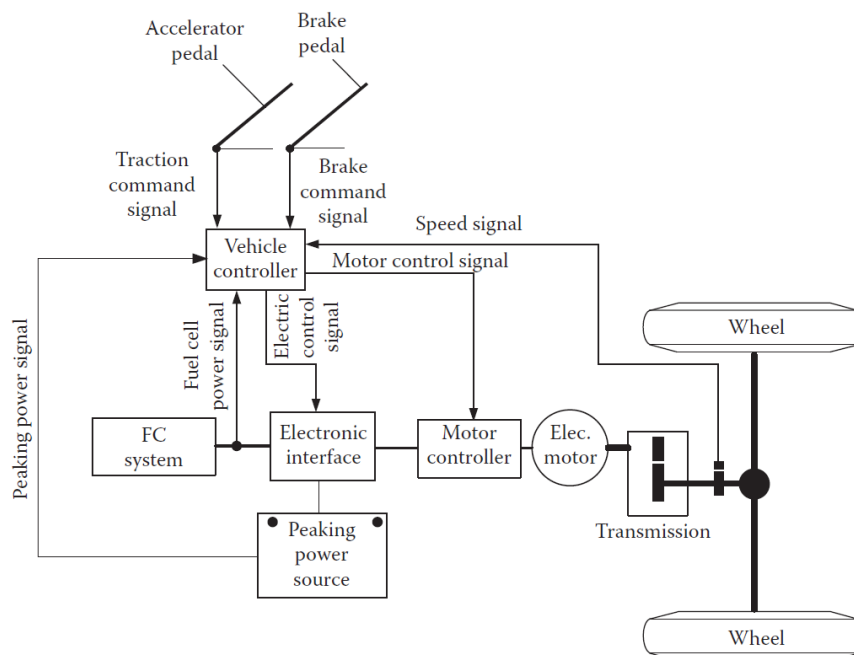 Accelerator
pedal
Brake
pedal
Traction
command
signal
Brake
command
signal
Speed signal
Vehicle
controller
Motor control signal
Peaking power signal
Fuel cell
power signal
Electric
control
signal
Wheel
FC
system
Electronic
interface
Motor
controller
Elec.
motor
Transmission
Peaking
power
source
Wheel